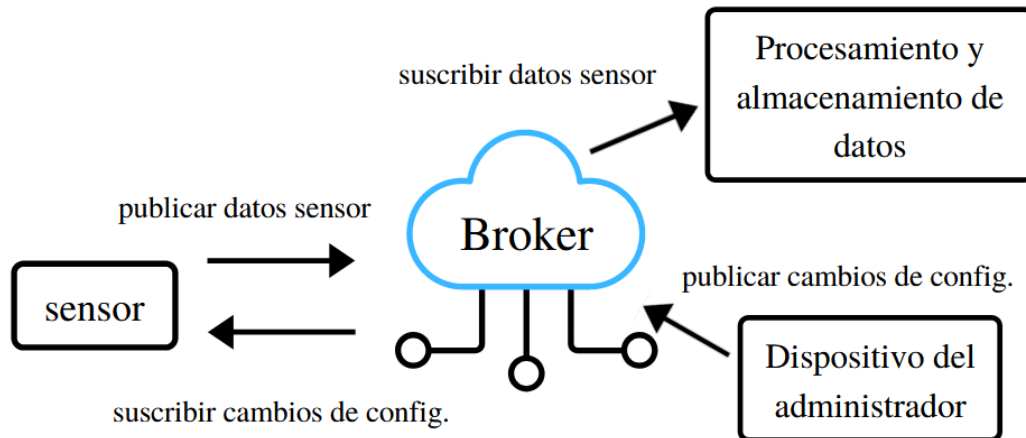 Procesamiento y
almacenamiento de
datos
suscribir datos sensor
publicar datos sensor
Broker
sensor
publicar cambios de config.
Dispositivo del
administrador
suscribir cambios de config.